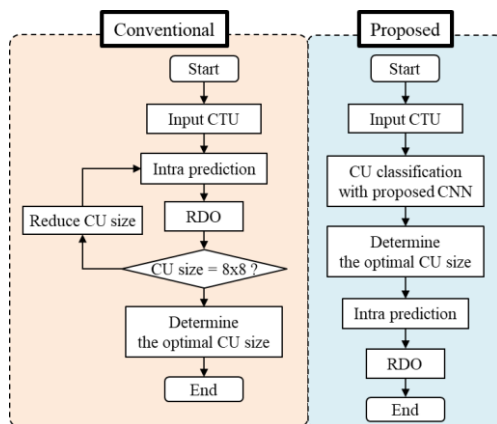 Conventional
Start
Input CTU
Intra prediction
Reduce CU size
RDO
CU size = 8x8 ?
Determine
the optimal CU size
End
Proposed
Start
Input CTU
CU classification
with proposed CNN
Determine
the optimal CU size
Intra prediction
RDO
End